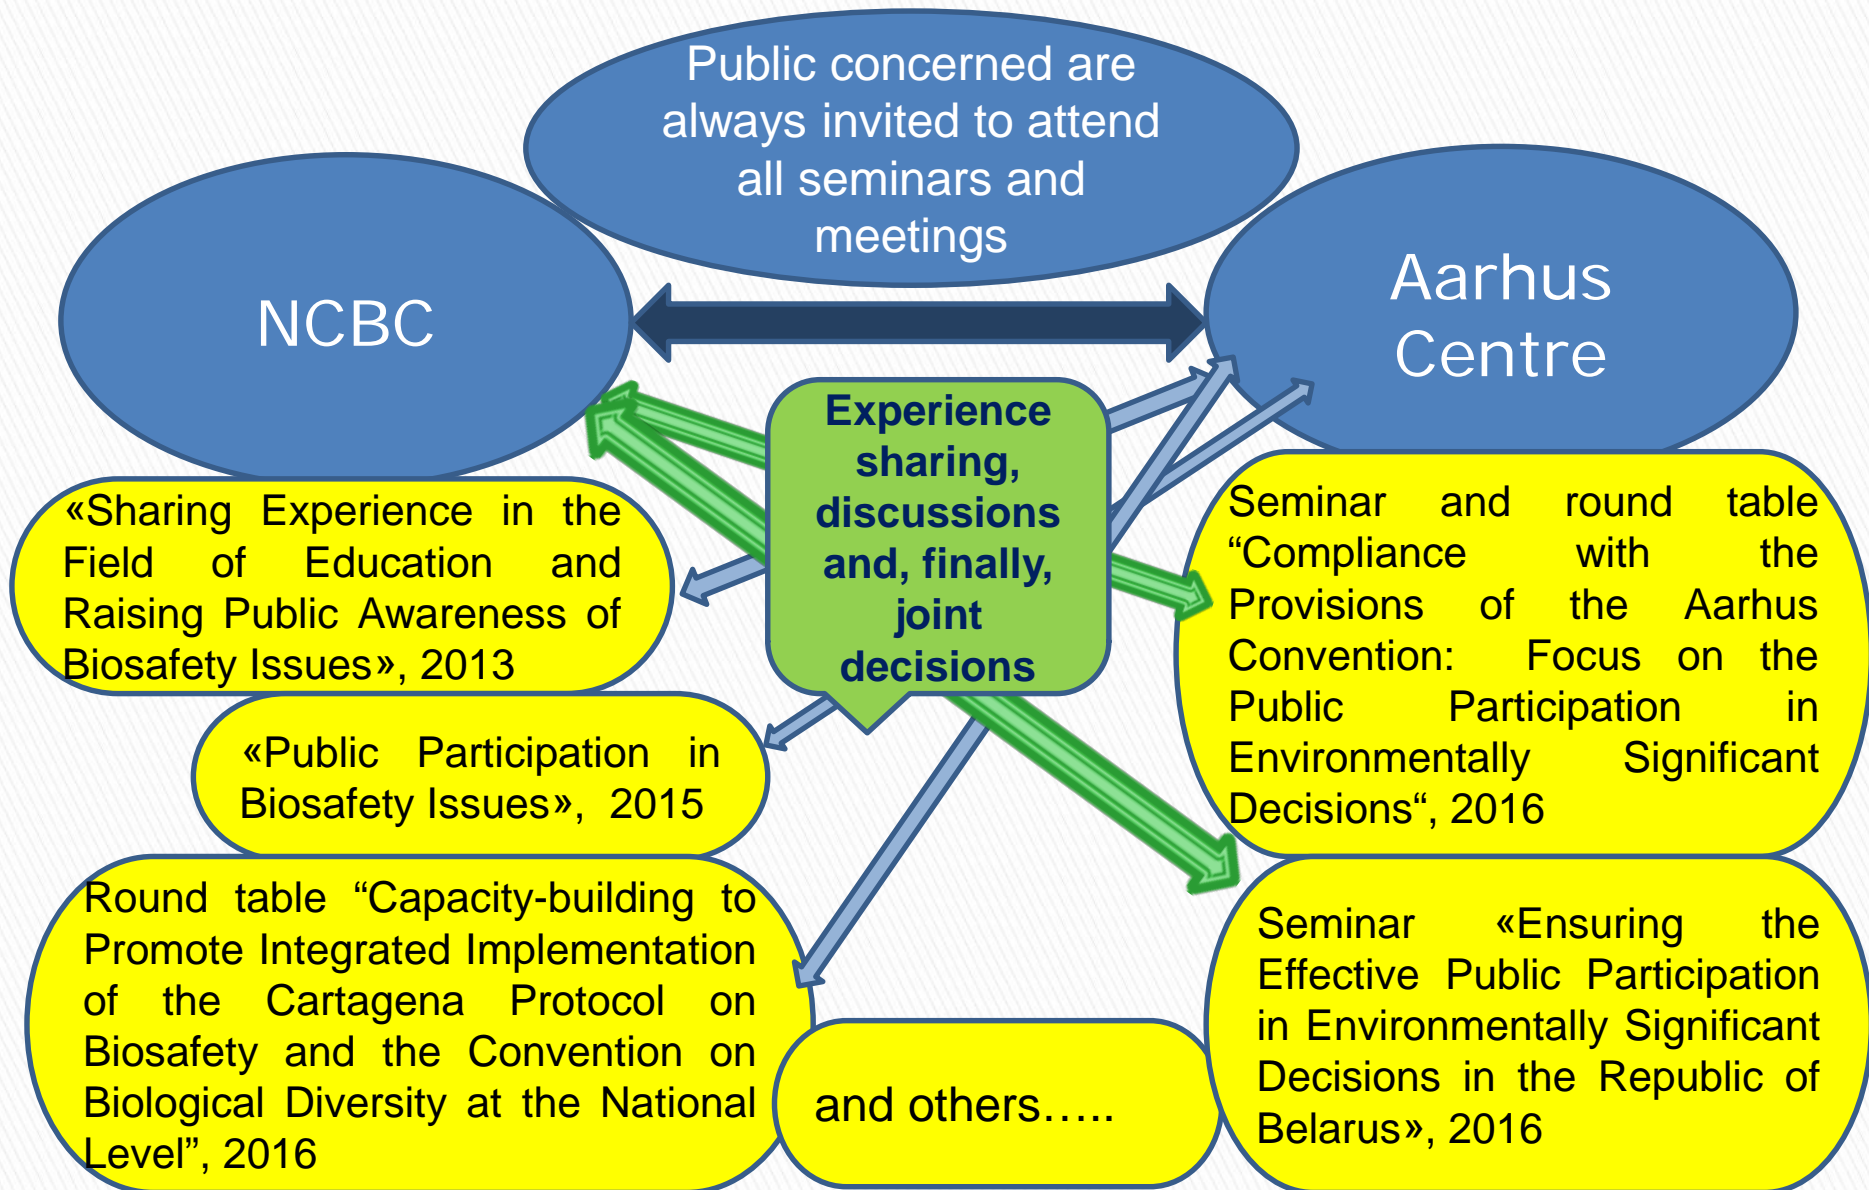 Public concerned are
always invited to attend
all seminars and
meetings
NCBC
Aarhus
Centre
Experience
sharing,
discussions
and, finally,
joint
decisions
«Sharing Experience in the
Field of Education and
Raising Public Awareness of
Biosafety Issues», 2013
«Public Participation in
Biosafety Issues», 2015
Round table “Capacity-building to
Promote Integrated Implementation
of the Cartagena Protocol on
Biosafety and the Convention on
Biological Diversity at the National
Level”, 2016
and others…..
Seminar and round table
“Compliance with the
Provisions of the Aarhus
Convention: Focus on the
Public Participation in
Environmentally Significant
Decisions“, 2016
Seminar «Ensuring the
Effective Public Participation
in Environmentally Significant
Decisions in the Republic of
Belarus», 2016